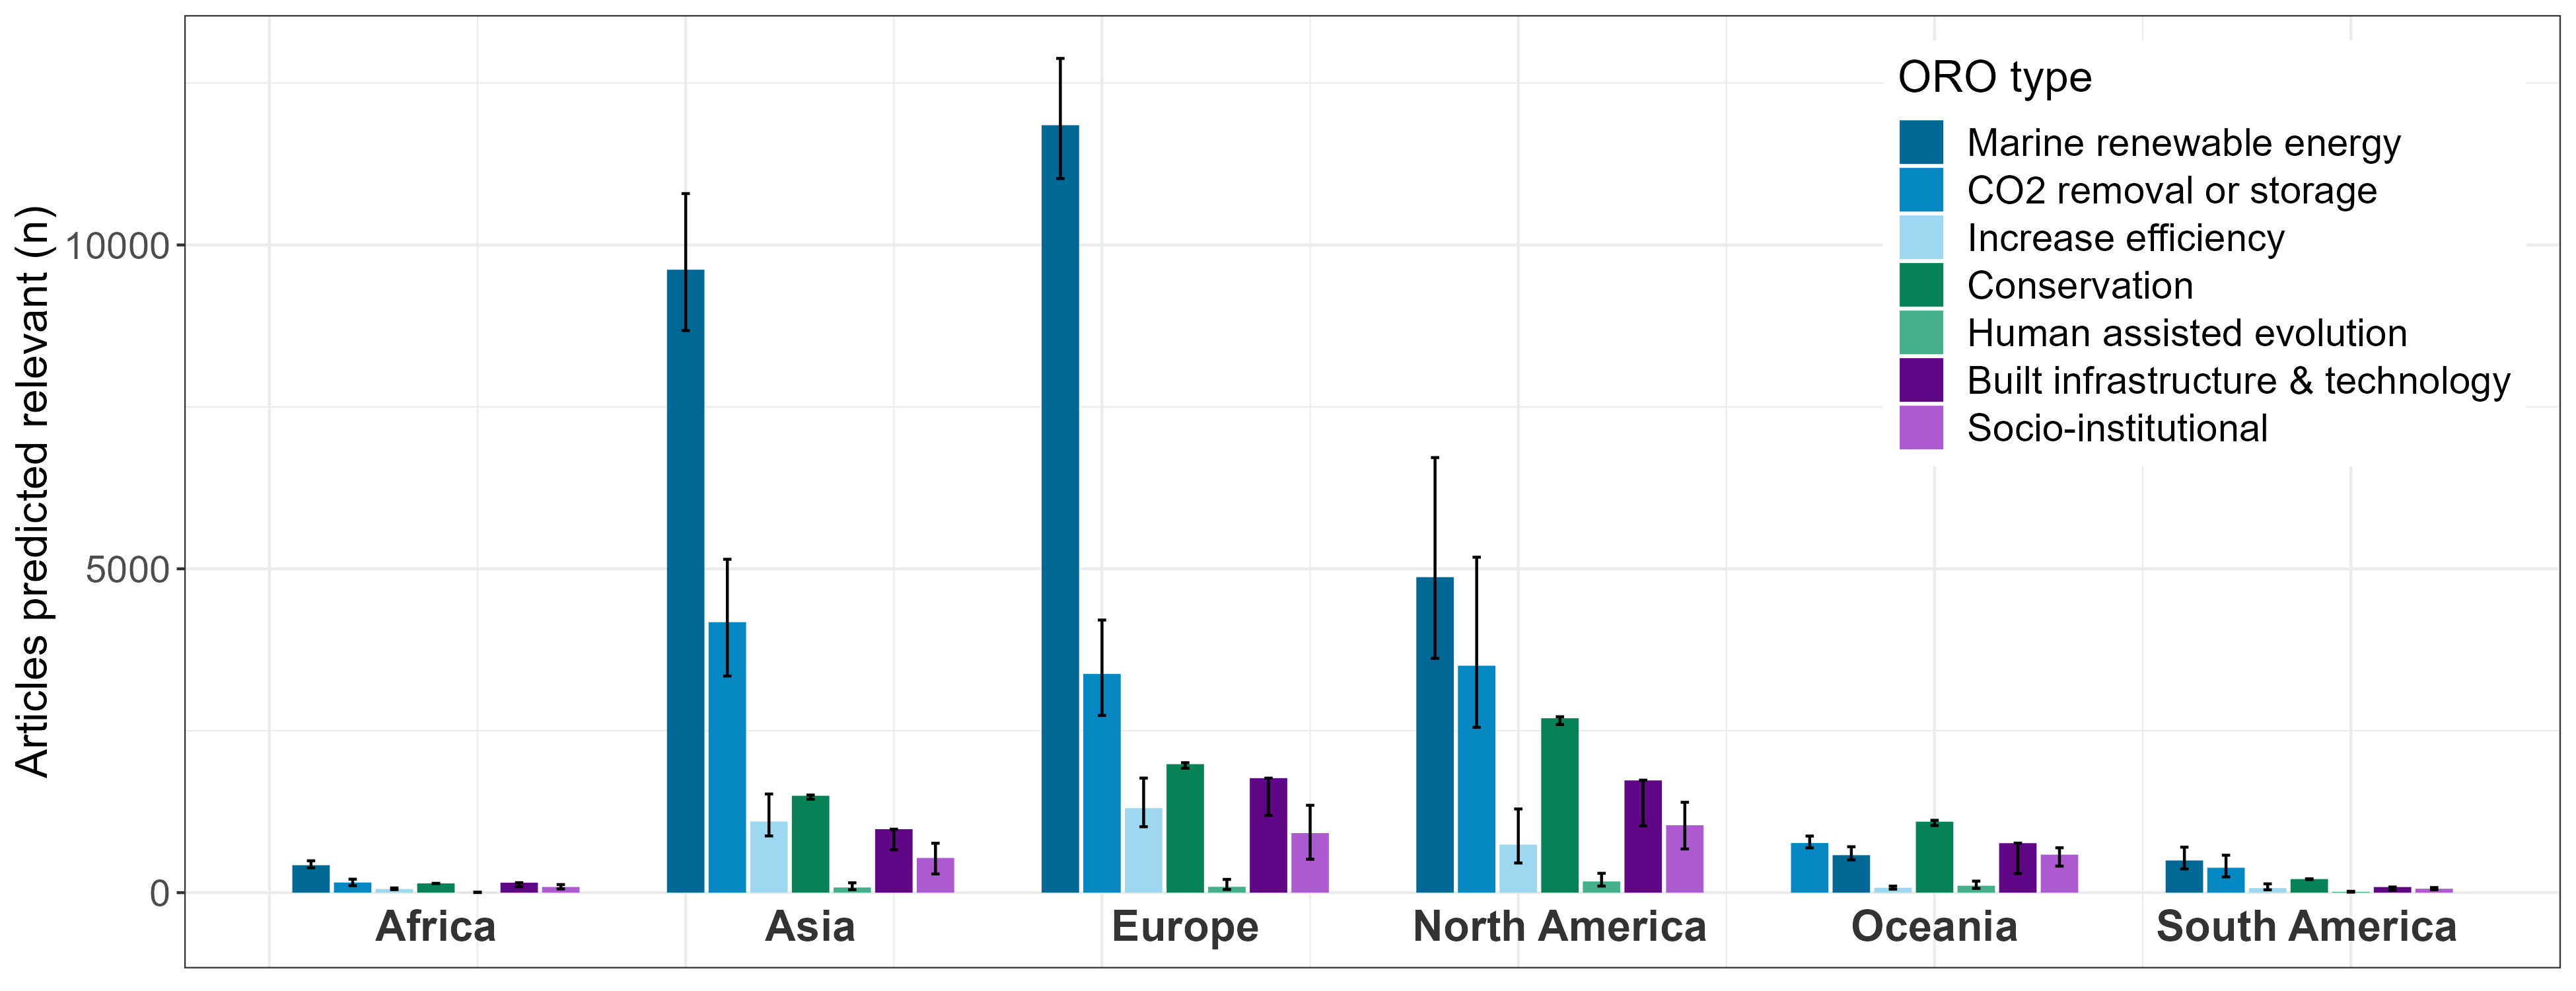 Articles predicted relevant (n)
10000
5000
0
Africa
Asia
Europe
North America
Oceania
South America
ORO type
Marine renewable energy
CO2 removal or storage
Increase efficiency
Conservation
Human assisted evolution
Built infrastructure & technology
Socio-institutional